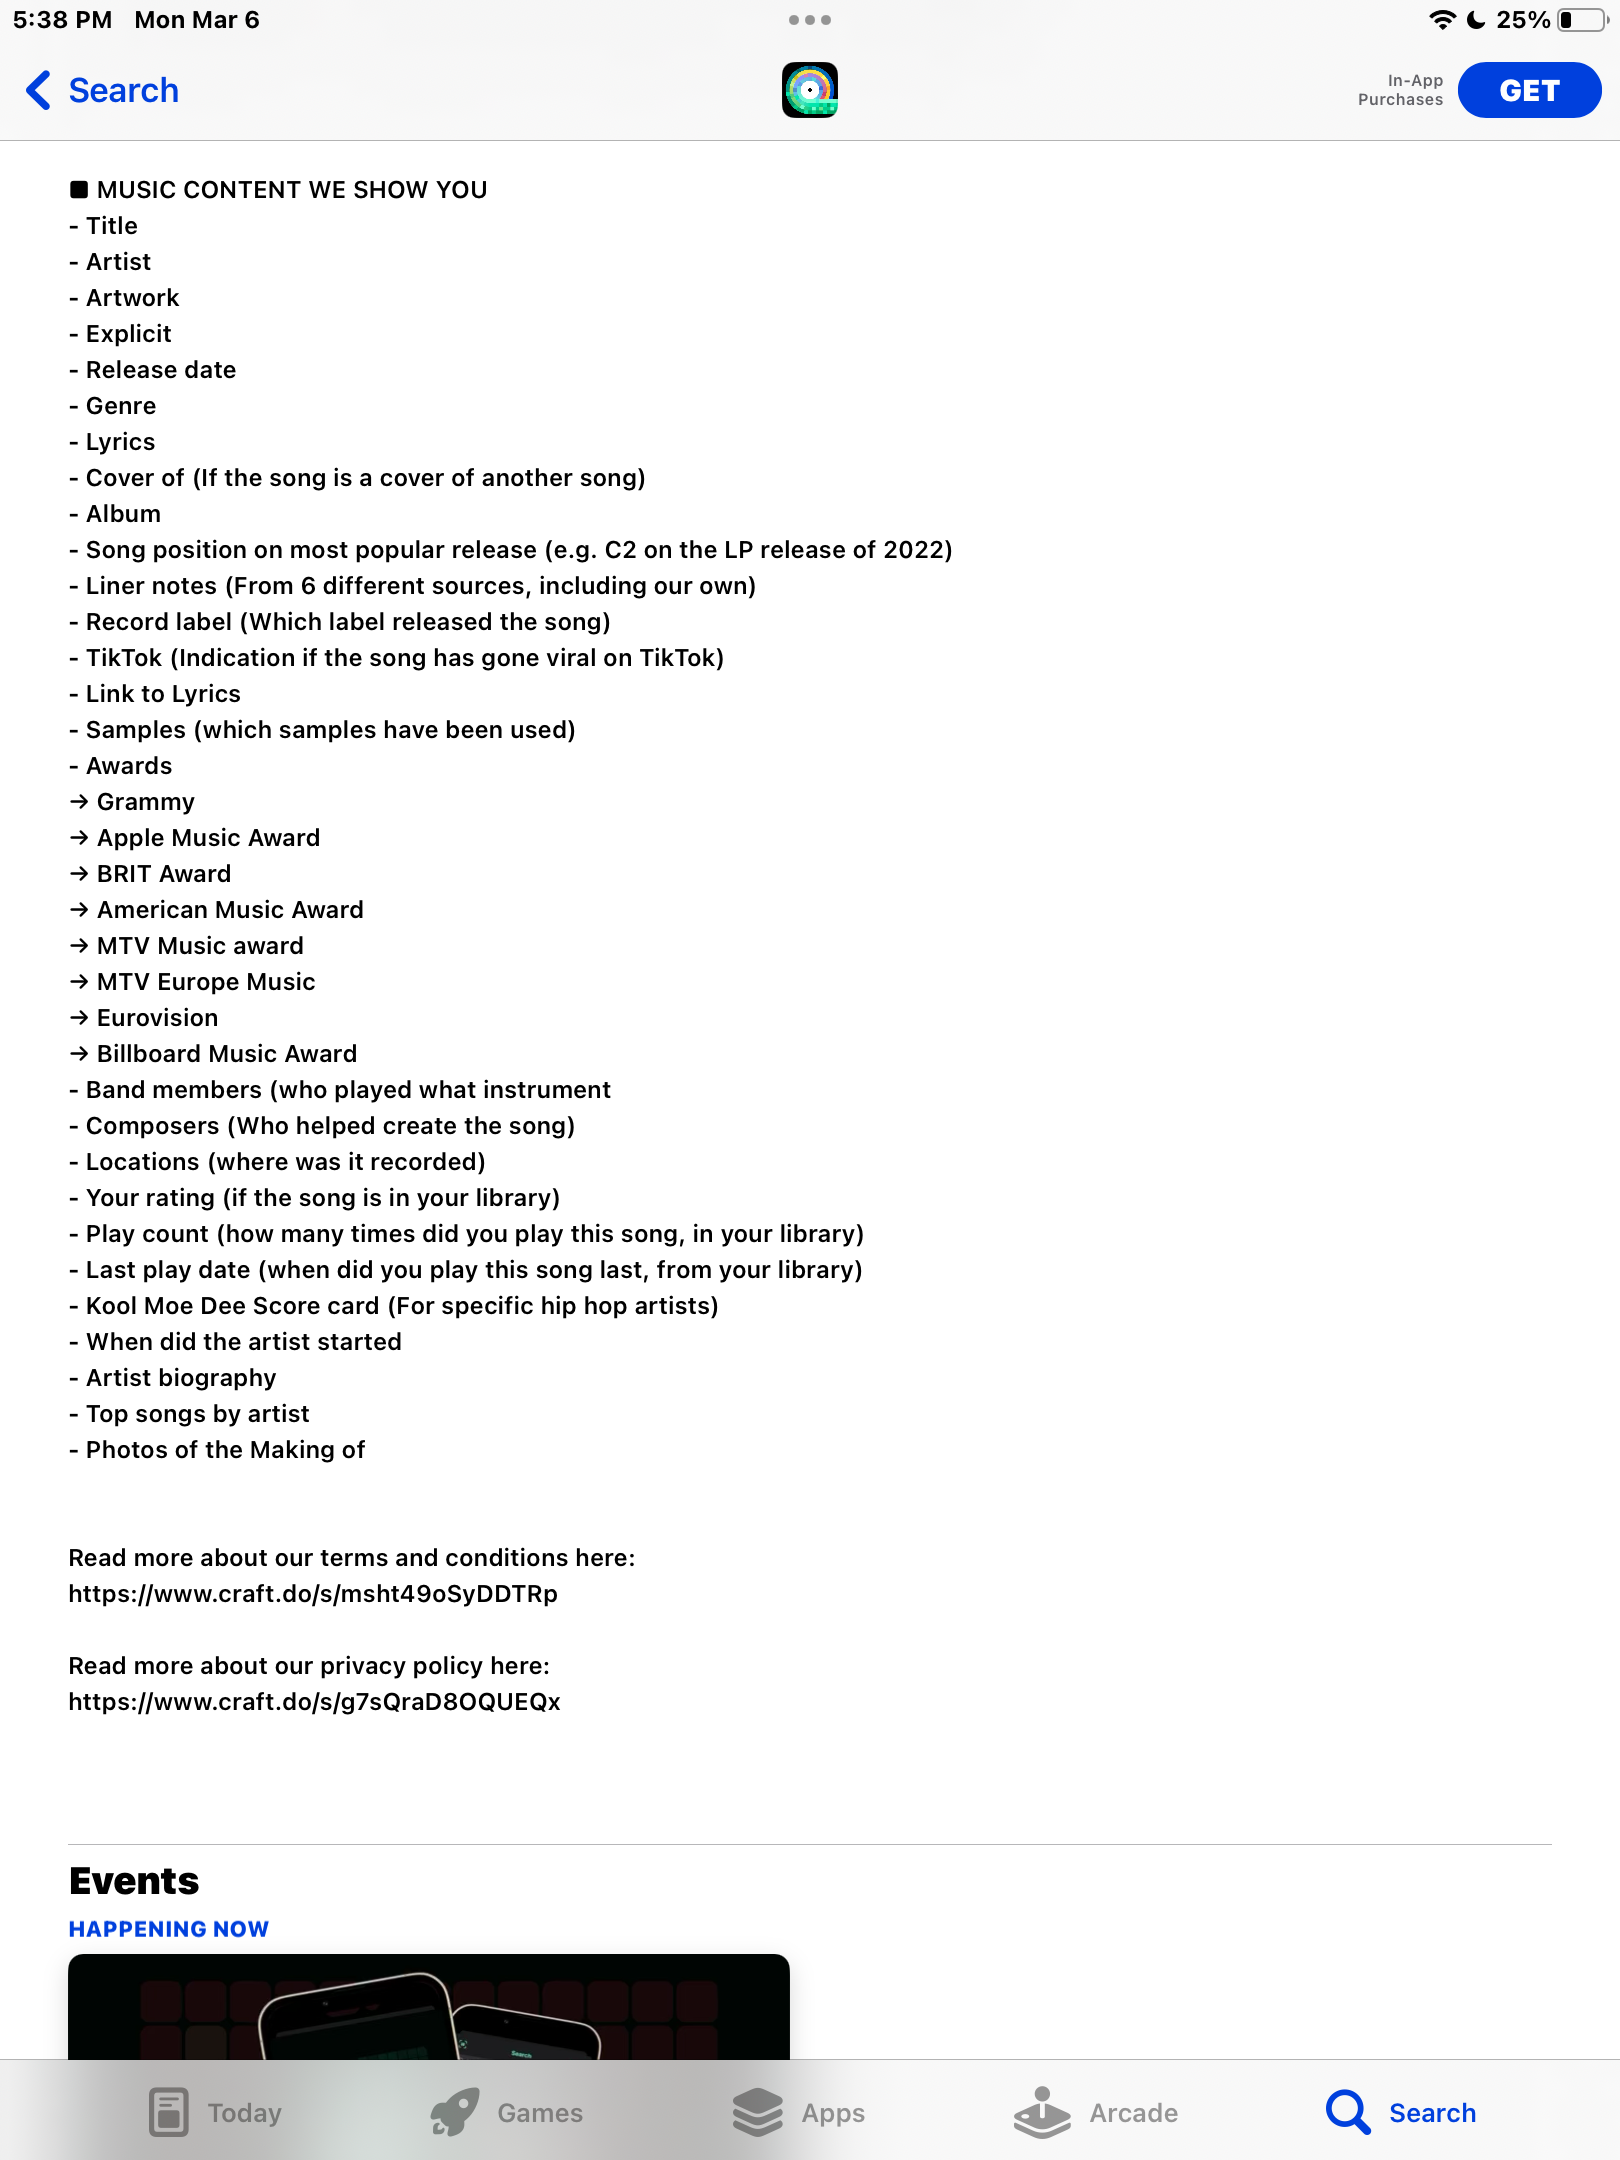 5:38 PM Mon Mar 6
25%
Search
In-App
Purchases
GET
■ MUSIC CONTENT WE SHOW YOU
- Title
- Artist
- Artwork
- Explicit
- Release date
- Genre
- Lyrics
- Cover of (If the song is a cover of another song)
- Album
- Song position on most popular release (e.g. C2 on the LP release of 2022)
- Liner notes (From 6 different sources, including our own)
- Record label (Which label released the song)
- TikTok (Indication if the song has gone viral on TikTok)
- Link to Lyrics
- Samples (which samples have been used)
- Awards
→ Grammy
→ Apple Music Award
→ BRIT Award
→ American Music Award
→ MTV Music award
→ MTV Europe Music
→ Eurovision
→ Billboard Music Award
- Band members (who played what instrument
- Composers (Who helped create the song)
- Locations (where was it recorded)
- Your rating (if the song is in your library)
- Play count (how many times did you play this song, in your library)
- Last play date (when did you play this song last, from your library)
- Kool Moe Dee Score card (For specific hip hop artists)
- When did the artist started
- Artist biography
- Top songs by artist
- Photos of the Making of
Read more about our terms and conditions here:
https://www.craft.do/s/msht49oSyDDTRp
Read more about our privacy policy here:
https://www.craft.do/s/g7sQraD8OQUEQx
Events
HAPPENING NOW
Search
Today
Games
Apps
Arcade
Search